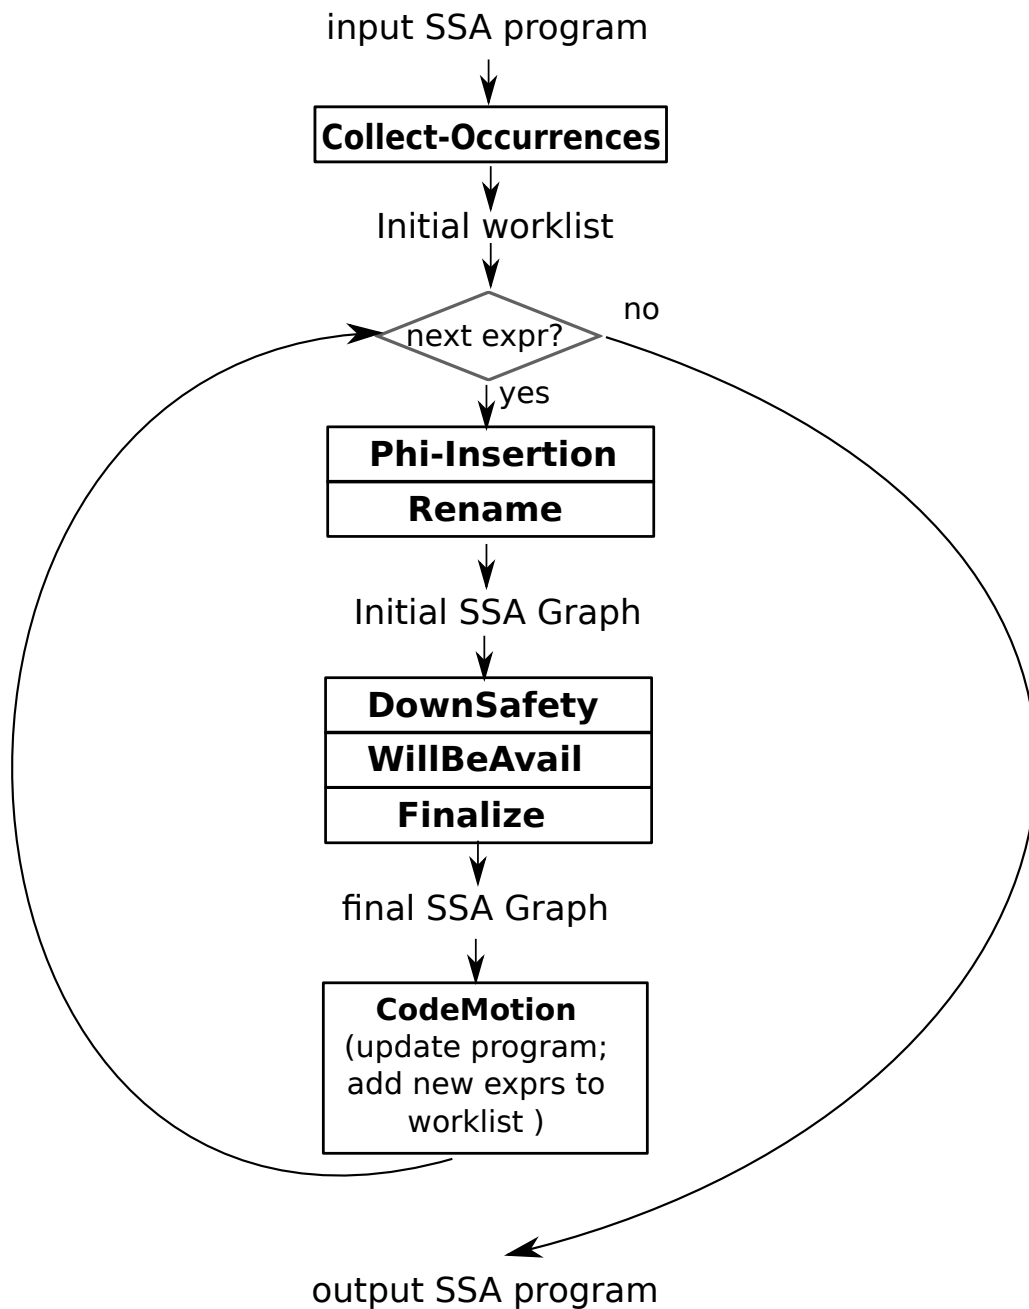 input SSA program
Collect-Occurrences
Initial worklist
next expr?
no
yes
Phi-Insertion
Rename
Initial SSA Graph
DownSafety
WillBeAvail
Finalize
final SSA Graph
CodeMotion
(update program;
add new exprs to
worklist )
output SSA program